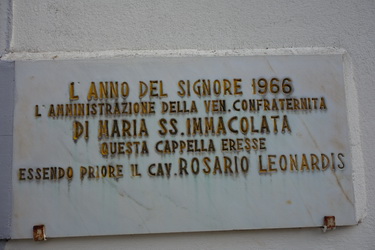 L'ANNO DEL SIGNORE 1966
L'AMMINISTRAZIONE DELLA VEN. CONFRATERNITA
DI MARIA SS. IMMACOLATA
QUESTA CAPPELLA ERESSE
ESSENDO PRIORE IL CAV. ROSARIO LEONARDIS